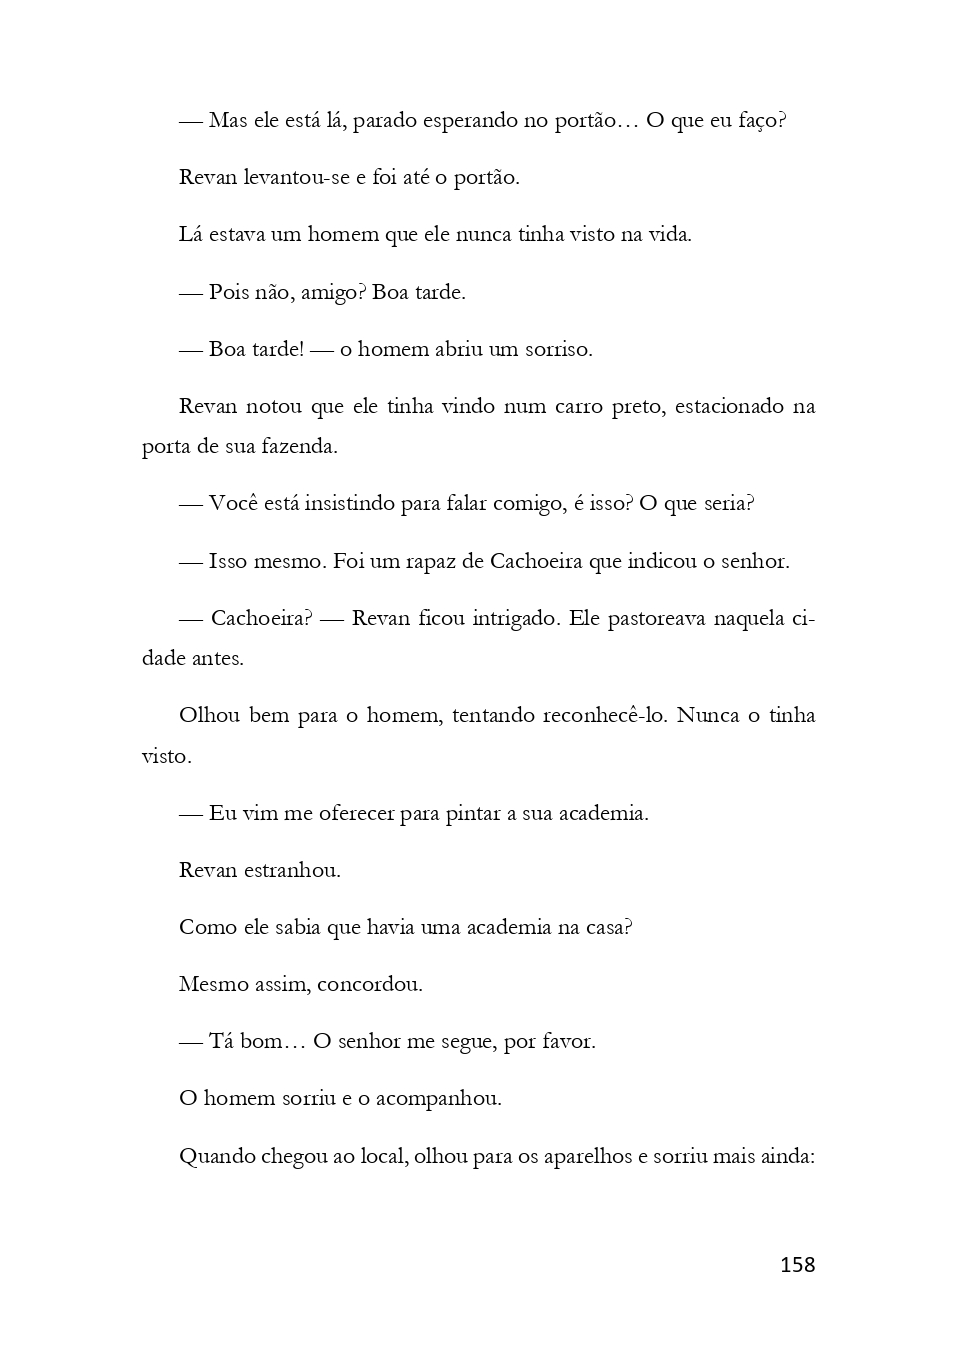 — Mas ele está lá, parado esperando no portão… O que eu faço?
Revan levantou-se e foi até o portão.
Lá estava um homem que ele nunca tinha visto na vida.
— Pois não, amigo? Boa tarde.
— Boa tarde! — o homem abriu um sorriso.
Revan notou que ele tinha vindo num carro preto, estacionado na
porta de sua fazenda.
— Você está insistindo para falar comigo, é isso? O que seria?
— Isso mesmo. Foi um rapaz de Cachoeira que indicou o senhor.
— Cachoeira? — Revan ficou intrigado. Ele pastoreava naquela ci-
dade antes.
Olhou bem para o homem, tentando reconhecê-lo. Nunca o tinha
visto.
— Eu vim me oferecer para pintar a sua academia.
Revan estranhou.
Como ele sabia que havia uma academia na casa?
Mesmo assim, concordou.
— Tá bom… O senhor me segue, por favor.
O homem sorriu e o acompanhou.
Quando chegou ao local, olhou para os aparelhos e sorriu mais ainda:
158